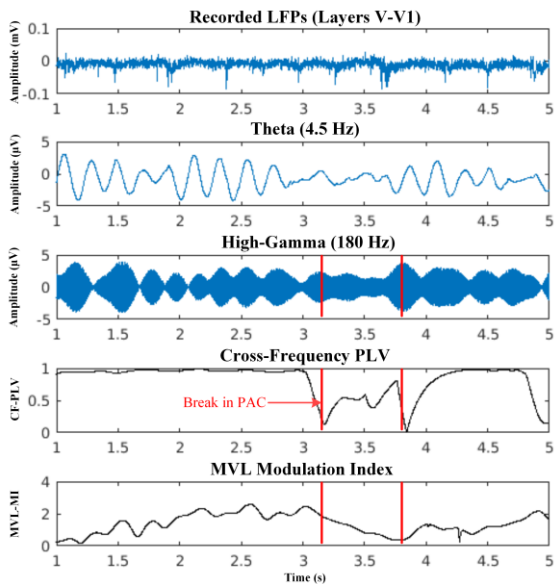 Recorded LFPs (Layers V-V1)
Amplitude (mV)
0.1
0
-0.1
1 1.5 2 2.5 3 3.5 4 4.5 5
Theta (4.5 Hz)
Amplitude (µV)
5
0
-5
1 1.5 2 2.5 3 3.5 4 4.5 5
High-Gamma (180 Hz)
Amplitude (µV)
5
0
-5
1 1.5 2 2.5 3 3.5 4 4.5 5
Cross-Frequency PLV
CF-PLV
1
0.5
0
Break in PAC
1 1.5 2 2.5 3 3.5 4 4.5 5
MVL Modulation Index
MVL-MI
4
2
0
1 1.5 2 2.5 3 3.5 4 4.5 5
Time (s)